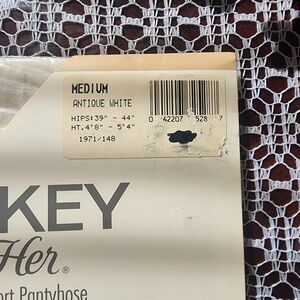 MEDIUM
ANTIQUE WHITE
HIPS:39" - 44"
HT.4'8" - 5'4"
1971/148
0 42207 528 7
KEY
Her®
ort Pantyhose